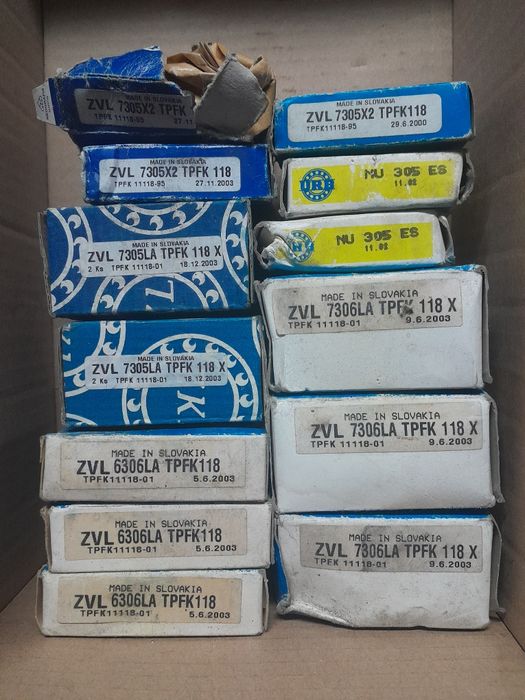 MADE IN SLOVAKIA
ZVL 7305X2 TPFK
TPFK 11118-95 27.11
MADE IN SLOVAKIA
ZVL 7305X2 TPFK 118
TPFK 11118-95 27.11.2003
MADE IN SLOVAKIA
ZVL 7305LA TPFK 118 X
2 Ks TPFK 11118-01 18.12.2003
MADE IN SLOVAKIA
ZVL 7305LA TPFK 118 X
2 Ks TPFK 11118-01 18.12.2003
K
MADE IN SLOVAKIA
ZVL 6306LA TPFK118
TPFK11118-01 5.6.2003
MADE IN SLOVAKIA
ZVL 6306LA TPFK118
TPFK11118-01 5.6.2003
MADE IN SLOVAKIA
ZVL 6306LA TPFK118
TPFK11118-01 5.6.2003
MADE IN SLOVAKIA
ZVL 7305X2 TPFK118
TPFK11118-95 29.6.2000
URB
NU 305 ES
11.02
NU 305 ES
11.02
MADE IN SLOVAKIA
ZVL 7306LA TPFK 118 X
TPFK 11118-01 9.6.2003
MADE IN SLOVAKIA
ZVL 7306LA TPFK 118 X
TPFK 11118-01 9.6.2003
MADE IN SLOVAKIA
ZVL 7306LA TPFK 118 X
TPFK 11118-01 9.6.2003